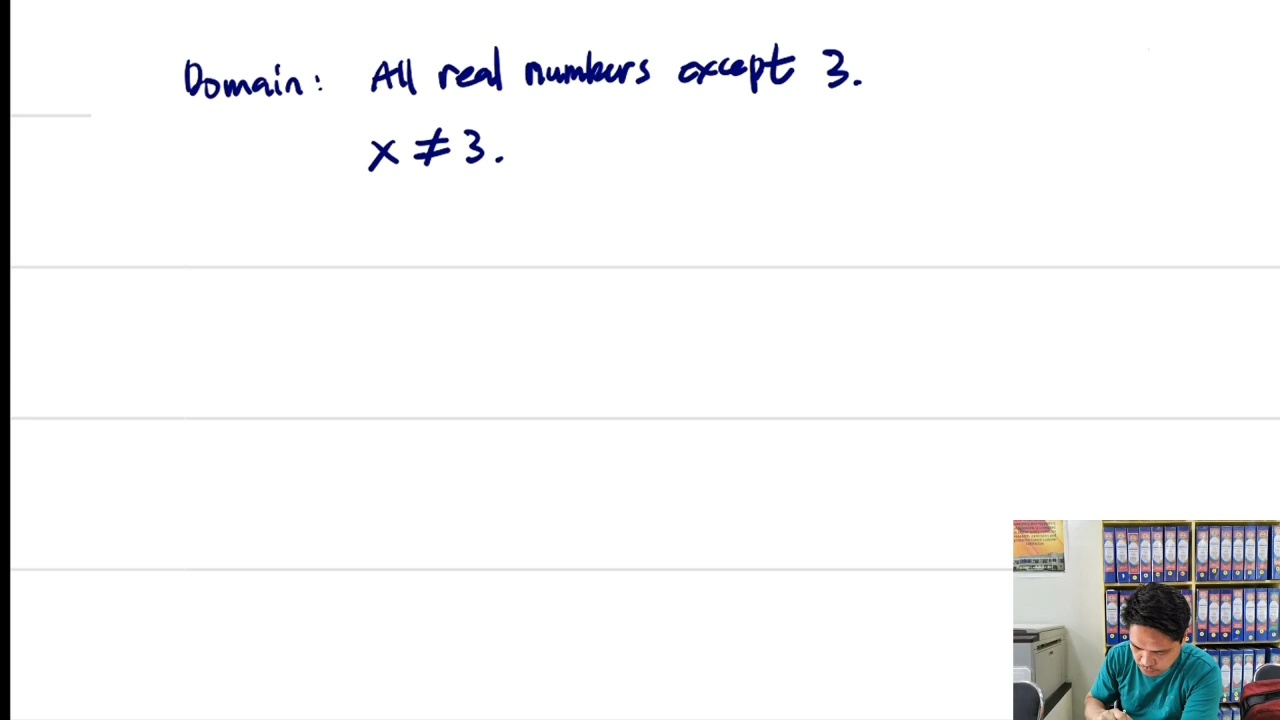 Domain: All real numbers except 3.
x ≠ 3.